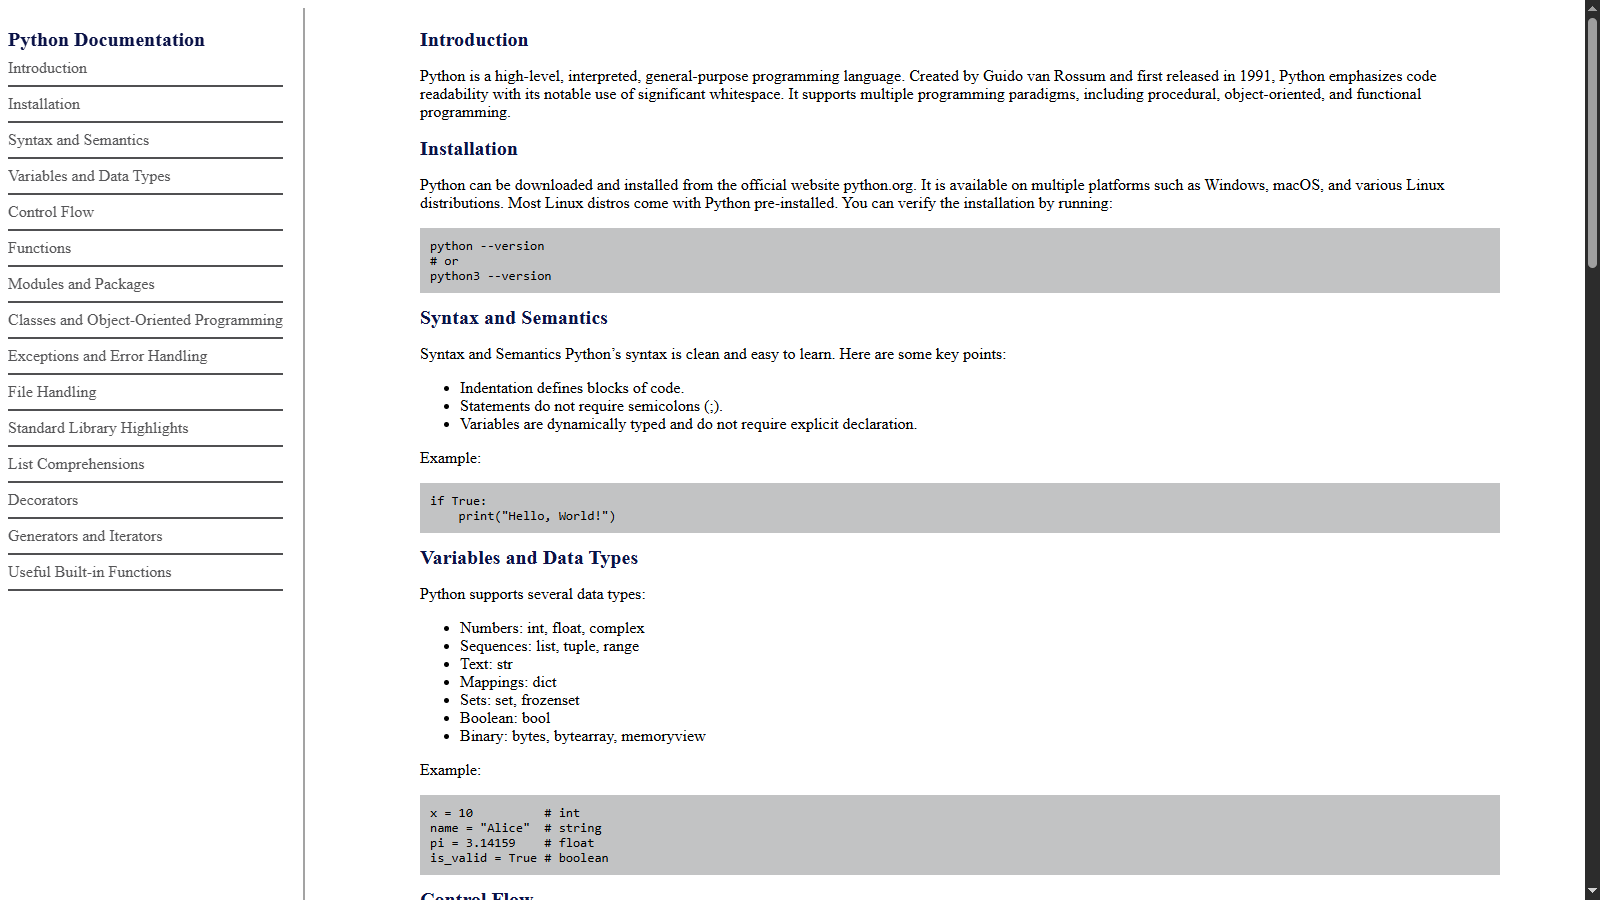 Python Documentation
Introduction
Installation
Syntax and Semantics
Variables and Data Types
Control Flow
Functions
Modules and Packages
Classes and Object-Oriented Programming
Exceptions and Error Handling
File Handling
Standard Library Highlights
List Comprehensions
Decorators
Generators and Iterators
Useful Built-in Functions
Introduction
Python is a high-level, interpreted, general-purpose programming language. Created by Guido van Rossum and first released in 1991, Python emphasizes code
readability with its notable use of significant whitespace. It supports multiple programming paradigms, including procedural, object-oriented, and functional
programming.
Installation
Python can be downloaded and installed from the official website python.org. It is available on multiple platforms such as Windows, macOS, and various Linux
distributions. Most Linux distros come with Python pre-installed. You can verify the installation by running:
python --version
# or
python3 --version
Syntax and Semantics
Syntax and Semantics Python’s syntax is clean and easy to learn. Here are some key points:
• Indentation defines blocks of code.
• Statements do not require semicolons (;).
• Variables are dynamically typed and do not require explicit declaration.
Example:
if True:
    print("Hello, World!")
Variables and Data Types
Python supports several data types:
• Numbers: int, float, complex
• Sequences: list, tuple, range
• Text: str
• Mappings: dict
• Sets: set, frozenset
• Boolean: bool
• Binary: bytes, bytearray, memoryview
Example:
x = 10          # int
name = "Alice"  # string
pi = 3.14159    # float
is_valid = True # boolean
Control Flow